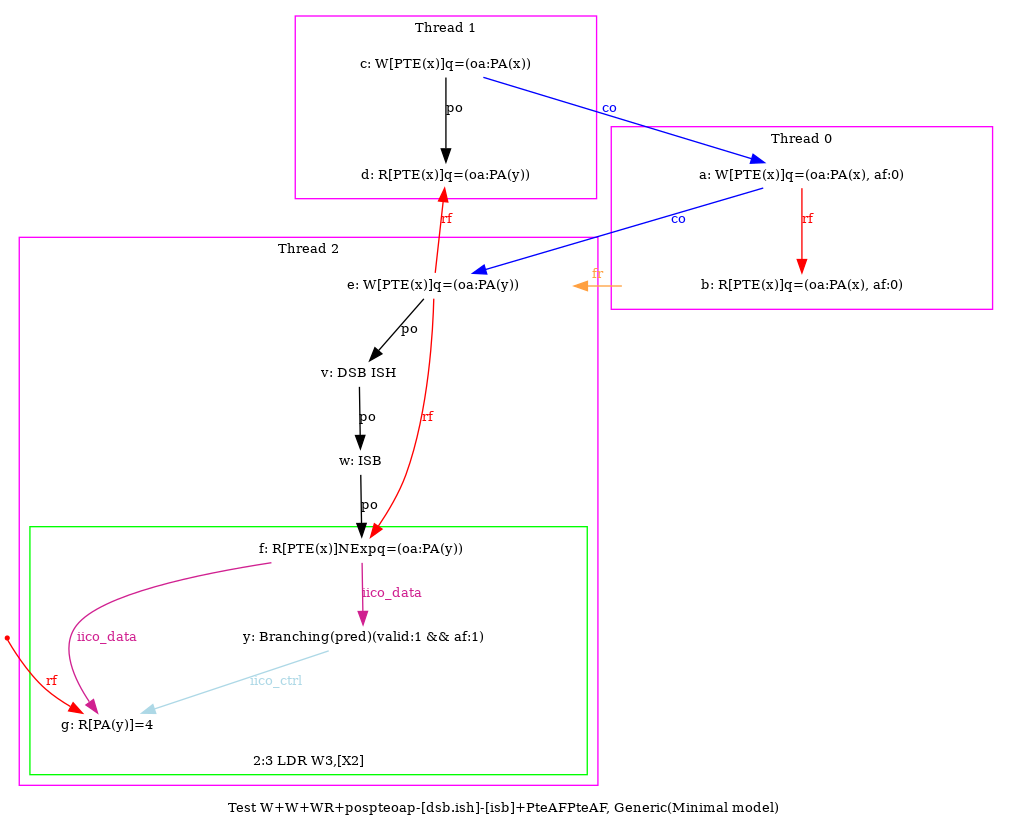 Thread 1
c: W[PTE(x)]q=(oa:PA(x))
po
co
Thread 0
d: R[PTE(x)]q=(oa:PA(y))
a: W[PTE(x)]q=(oa:PA(x), af:0)
rf
co
rf
Thread 2
fr
e: W[PTE(x)]q=(oa:PA(y))
b: R[PTE(x)]q=(oa:PA(x), af:0)
po
v: DSB ISH
po
rf
w: ISB
po
f: R[PTE(x)]NExpq=(oa:PA(y))
iico_data
iico_data
y: Branching(pred)(valid:1 && af:1)
rf
iico_ctrl
g: R[PA(y)]=4
2:3 LDR W3,[X2]
Test W+W+WR+pospteoap-[dsb.ish]-[isb]+PteAFPteAF, Generic(Minimal model)